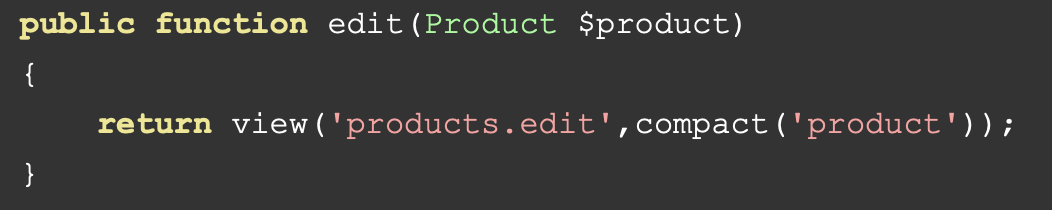 public function edit(Product $product)
{
    return view('products.edit',compact('product'));
}